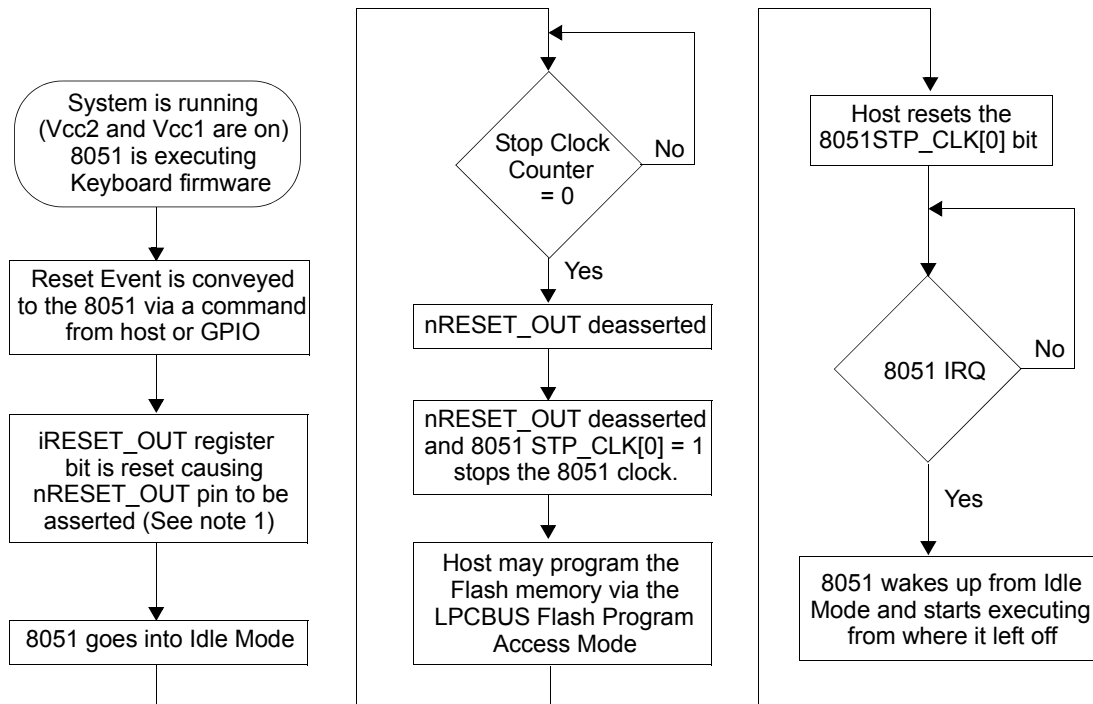 System is running
(Vcc2 and Vcc1 are on)
8051 is executing
Keyboard firmware
Reset Event is conveyed
to the 8051 via a command
from host or GPIO
iRESET_OUT register
bit is reset causing
nRESET_OUT pin to be
asserted (See note 1)
8051 goes into Idle Mode
Stop Clock
Counter
= 0
No
Yes
nRESET_OUT deasserted
nRESET_OUT deasserted
and 8051 STP_CLK[0] = 1
stops the 8051 clock.
Host may program the
Flash memory via the
LPCBUS Flash Program
Access Mode
Host resets the
8051STP_CLK[0] bit
8051 IRQ
No
Yes
8051 wakes up from Idle
Mode and starts executing
from where it left off